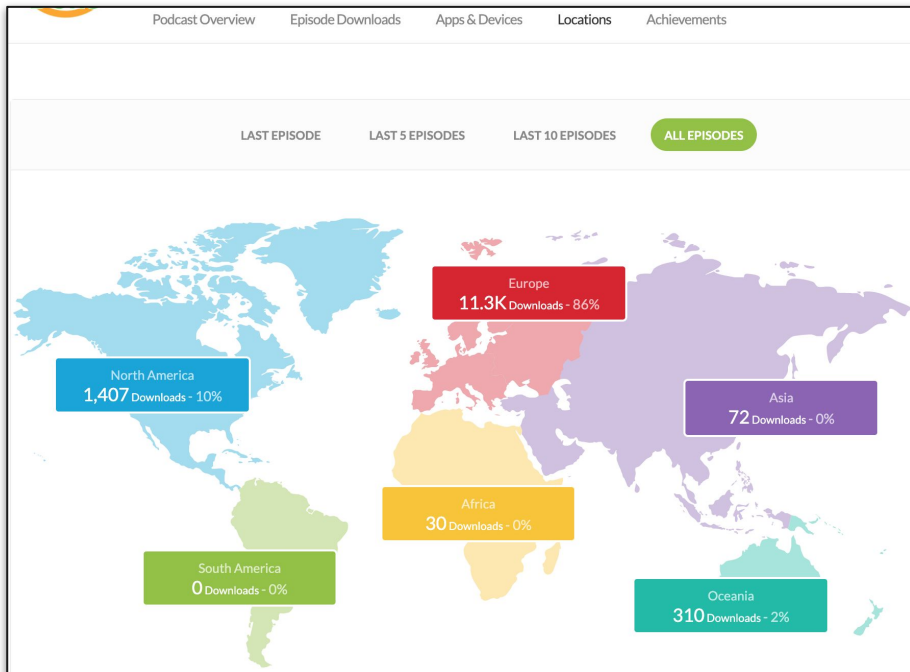 Podcast Overview Episode Downloads Apps & Devices Locations Achievements
LAST EPISODE LAST 5 EPISODES LAST 10 EPISODES ALL EPISODES
Europe
11.3K Downloads - 86%
North America
1,407 Downloads - 10%
Asia
72 Downloads - 0%
Africa
30 Downloads - 0%
South America
0 Downloads - 0%
Oceania
310 Downloads - 2%